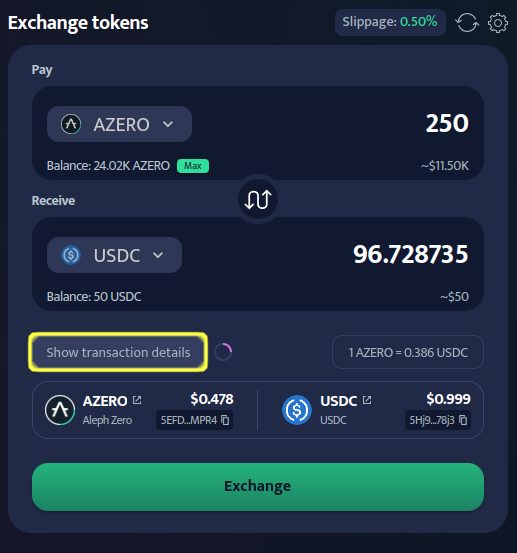 Exchange tokens
Slippage: 0.50%
Pay
AZERO
250
Balance: 24.02K AZERO Max
~$11.50K
Receive
USDC
96.728735
Balance: 50 USDC
~$50
Show transaction details
1 AZERO = 0.386 USDC
AZERO $0.478
Aleph Zero 5EFD...MPR4
USDC $0.999
USDC 5Hj9...78j3
Exchange